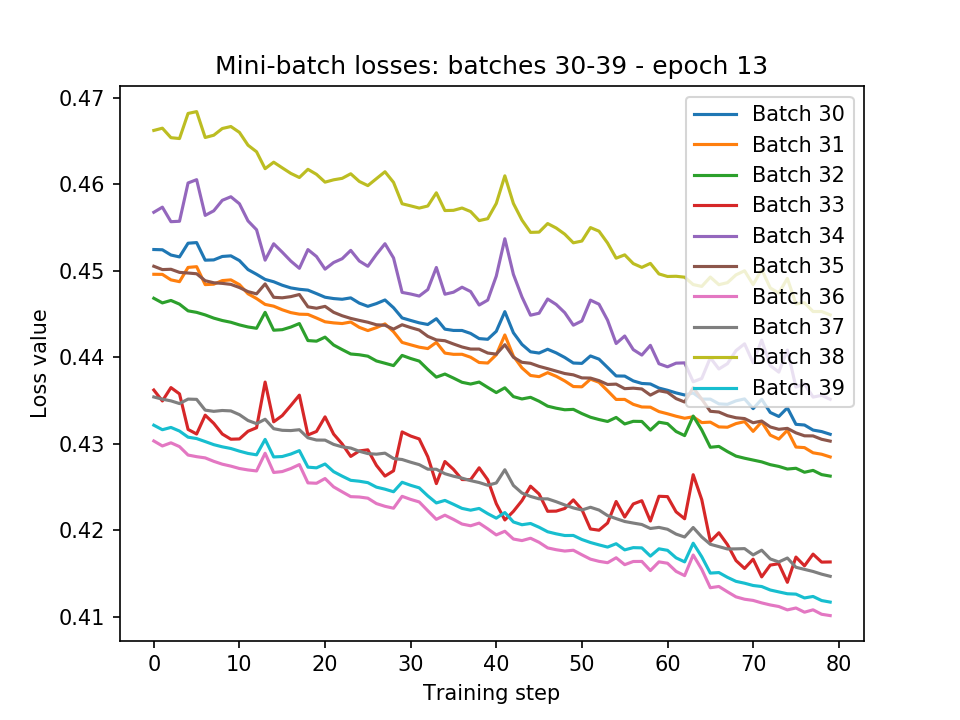 Mini-batch losses: batches 30-39 - epoch 13
0.47
0.46
0.45
0.44
0.43
0.42
0.41
Loss value
0
10
20
30
40
50
60
70
80
Training step
Batch 30
Batch 31
Batch 32
Batch 33
Batch 34
Batch 35
Batch 36
Batch 37
Batch 38
Batch 39